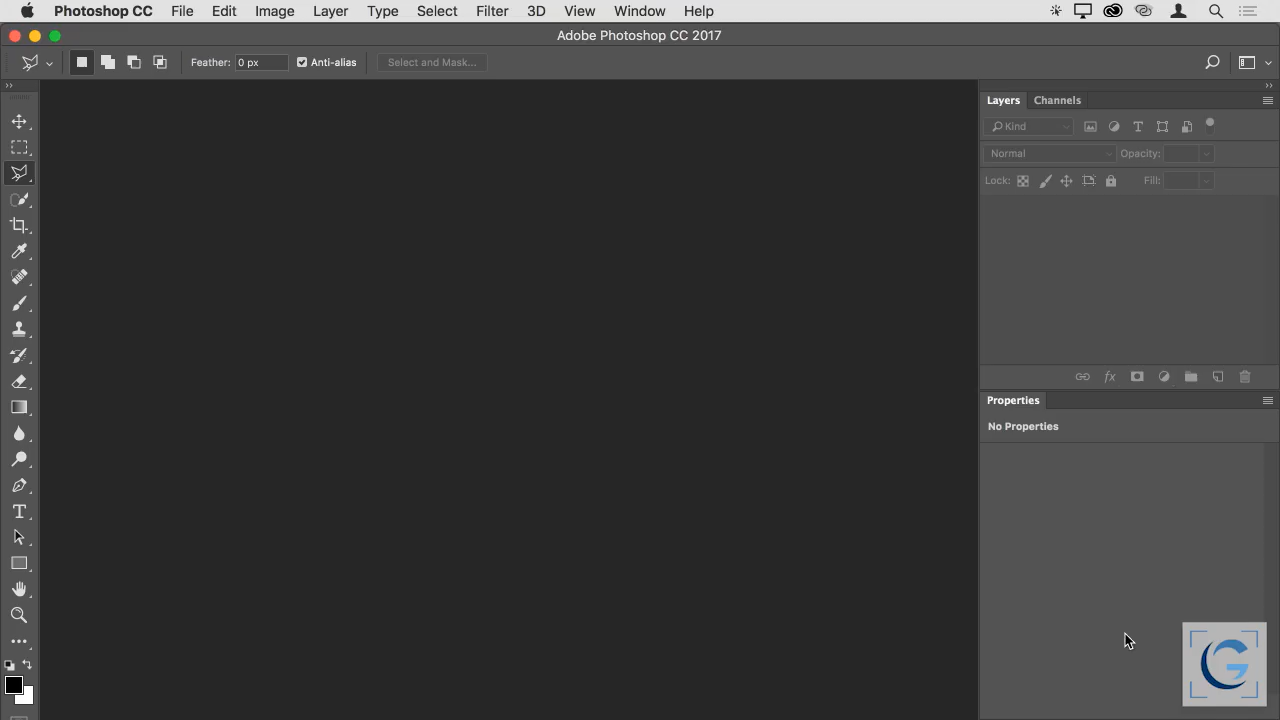 Photoshop CC File Edit Image Layer Type Select Filter 3D View Window Help
Adobe Photoshop CC 2017
Feather: 0 px Anti-alias Select and Mask...
Layers Channels
Kind
Normal Opacity:
Lock: Fill:
Properties
No Properties